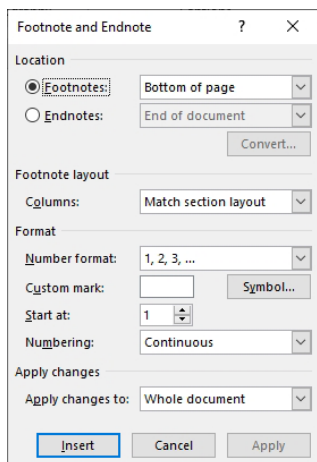 Footnote and Endnote ? ×
Location
Footnotes: Bottom of page
Endnotes: End of document
Convert...
Footnote layout
Columns: Match section layout
Format
Number format: 1, 2, 3, ...
Custom mark: Symbol...
Start at: 1
Numbering: Continuous
Apply changes
Apply changes to: Whole document
Insert Cancel Apply